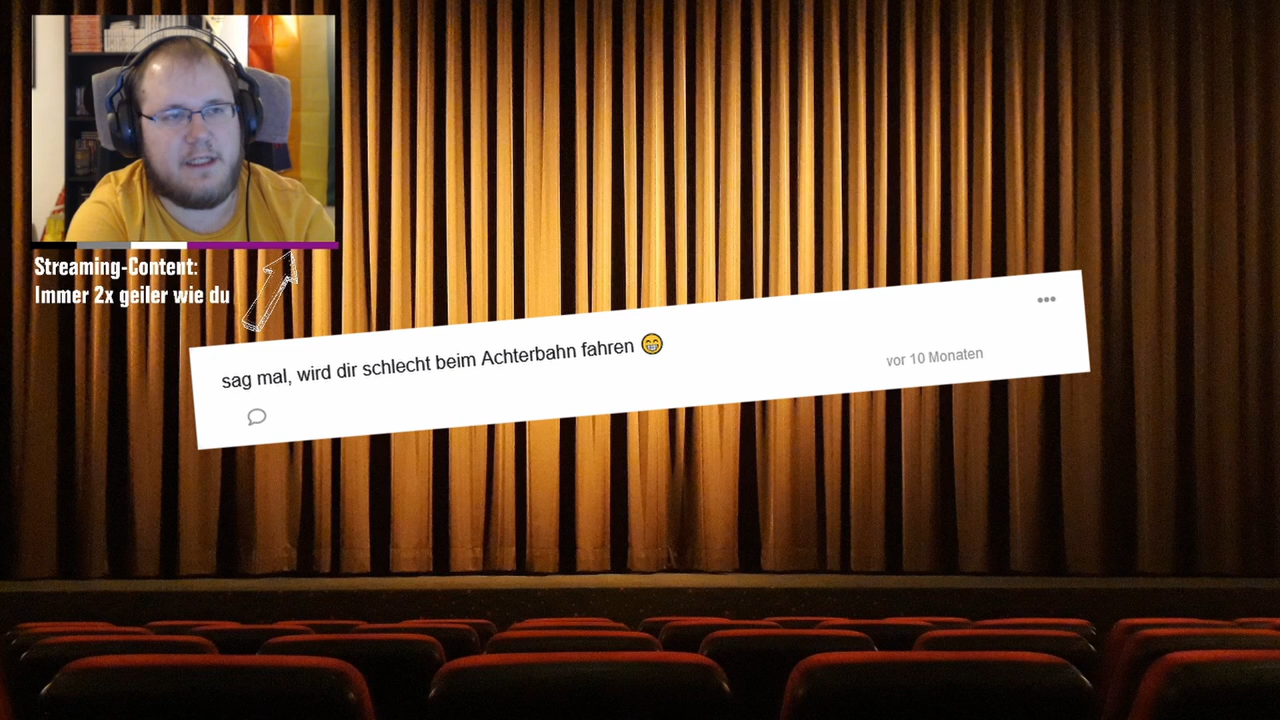 Streaming-Content:
Immer 2x geiler wie du
sag mal, wird dir schlecht beim Achterbahn fahren 😁
vor 10 Monaten